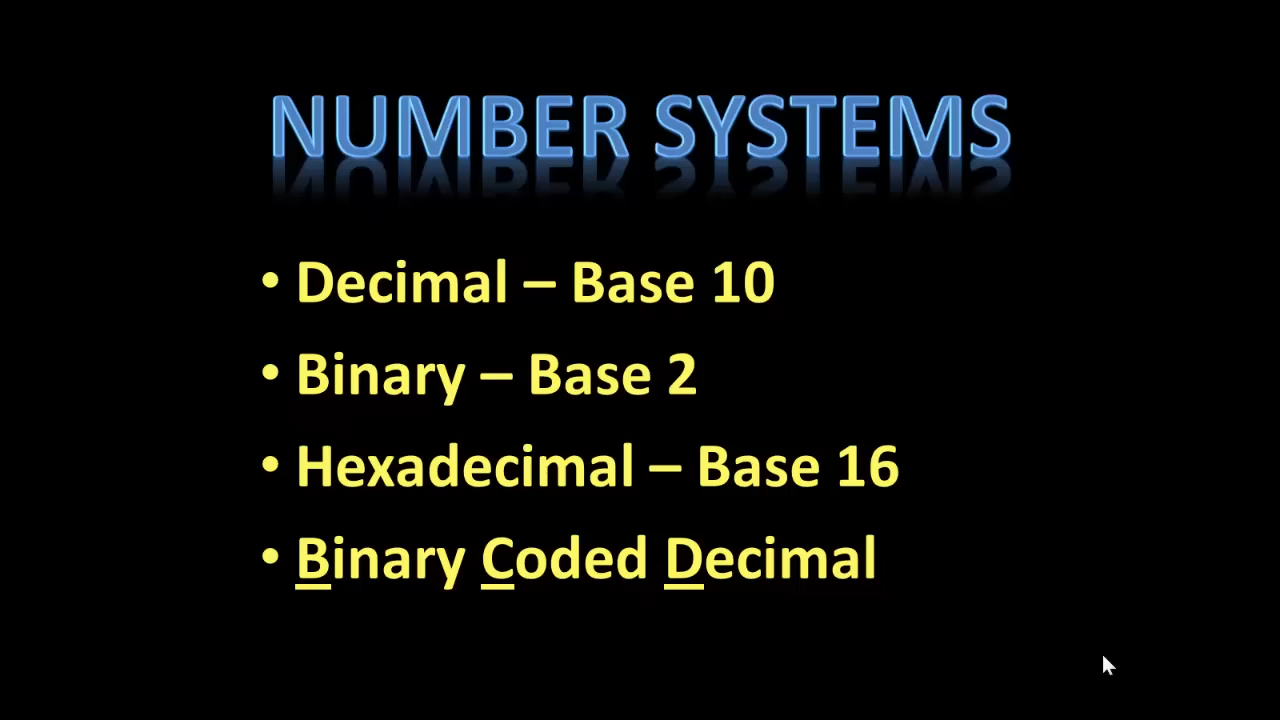 NUMBER SYSTEMS
• Decimal – Base 10
• Binary – Base 2
• Hexadecimal – Base 16
• Binary Coded Decimal